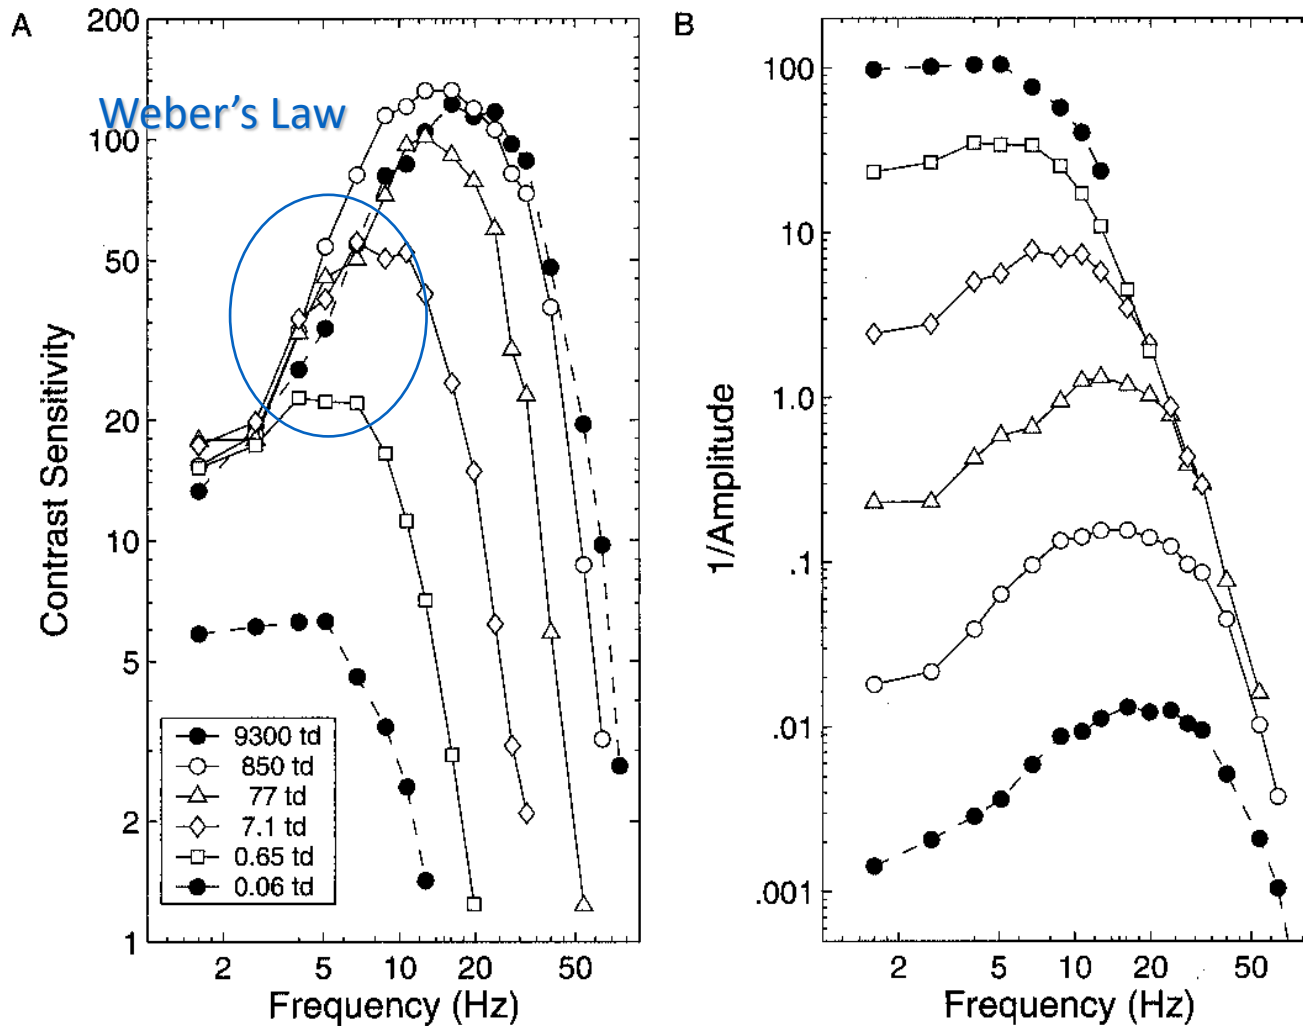 A
Weber's Law
200
100
50
20
10
5
2
1
Contrast Sensitivity
9300 td
850 td
77 td
7.1 td
0.65 td
0.06 td
2 5 10 20 50
Frequency (Hz)
B
100
10
1.0
.1
.01
.001
1/Amplitude
2 5 10 20 50
Frequency (Hz)